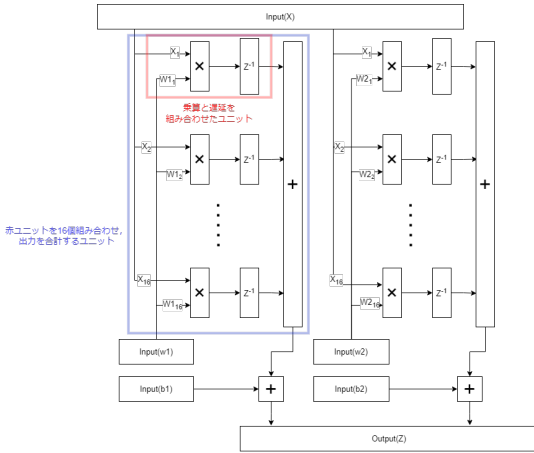 Input(X)
X1
×
Z-1
W11
X1
×
Z-1
W21
乗算と遅延を
組み合わせたユニット
X2
×
Z-1
W12
+
X2
×
Z-1
W22
+
赤ユニットを16個組み合わせ,
出力を合計するユニット
X16
×
Z-1
W116
X16
×
Z-1
W216
Input(w1)
Input(w2)
Input(b1)
+
Input(b2)
+
Output(Z)